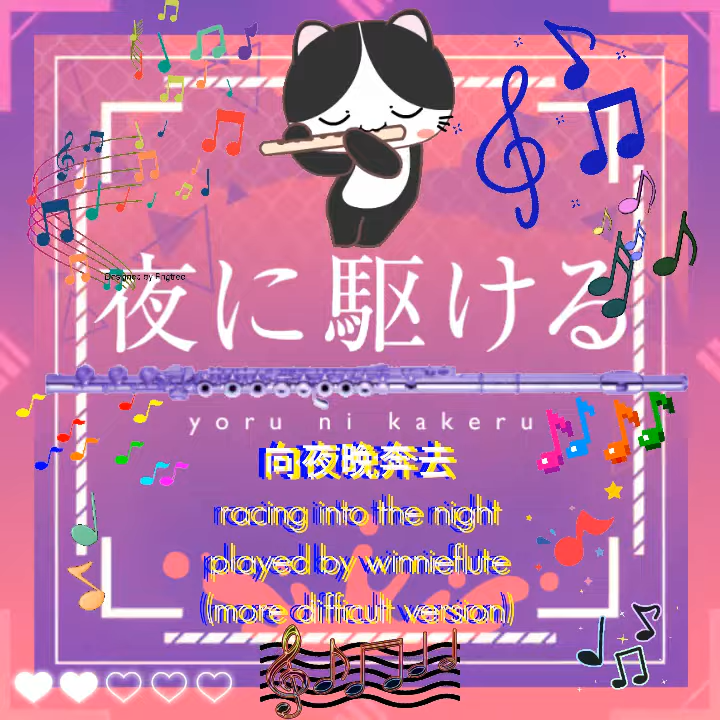 Designed by Pngtree
夜に駆ける
yoru ni kakeru
向夜晚奔去
racing into the night
played by winnieflute
(more difficult version)